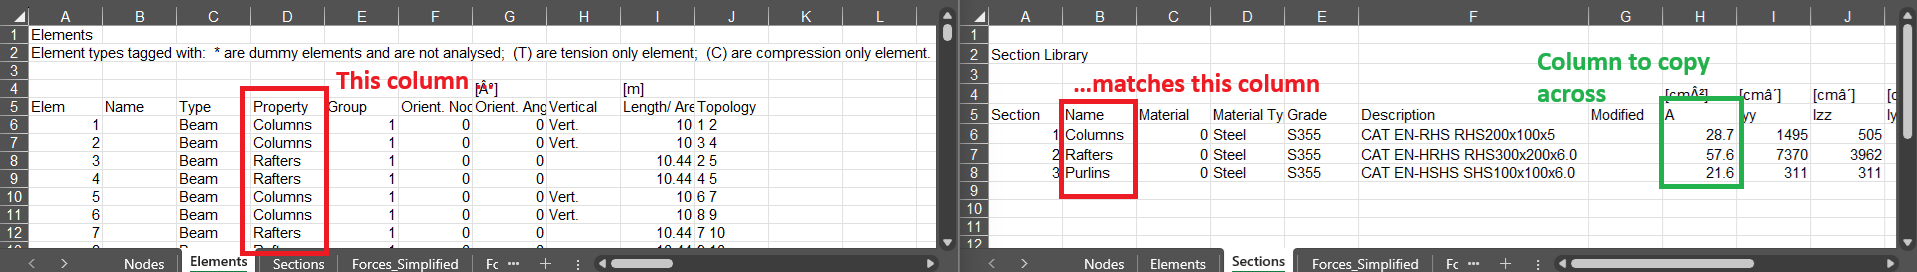 A B C D E F G H I J K L
1 Elements
2 Element types tagged with: * are dummy elements and are not analysed; (T) are tension only element; (C) are compression only element.
3
This column
4 [m]
5 Elem Name Type Property Group Orient. Noc Orient. Ang Vertical Length/ Are Topology
6 1 Beam Columns 1 0 0 Vert. 10 1 2
7 2 Beam Columns 1 0 0 Vert. 10 3 4
8 3 Beam Rafters 1 0 0 10.44 2 5
9 4 Beam Rafters 1 0 0 10.44 4 5
10 5 Beam Columns 1 0 0 Vert. 10 6 7
11 6 Beam Columns 1 0 0 Vert. 10 8 9
12 7 Beam Rafters 1 0 0 10.44 7 10
Nodes Elements Sections Forces_Simplified Fc ...
A B C D E F G H I J
1
2 Section Library
3
Column to copy
across
...matches this column
4 [cmÂ²] [cmâ´] [cmâ´]
5 Section Name Material Material Ty Grade Description Modified A Iyy Izz
6 1 Columns 0 Steel S355 CAT EN-RHS RHS200x100x5 28.7 1495 505
7 2 Rafters 0 Steel S355 CAT EN-HRHS RHS300x200x6.0 57.6 7370 3962
8 3 Purlins 0 Steel S355 CAT EN-HSHS SHS100x100x6.0 21.6 311 311
9
10
11
12
Nodes Elements Sections Forces_Simplified Fc ...